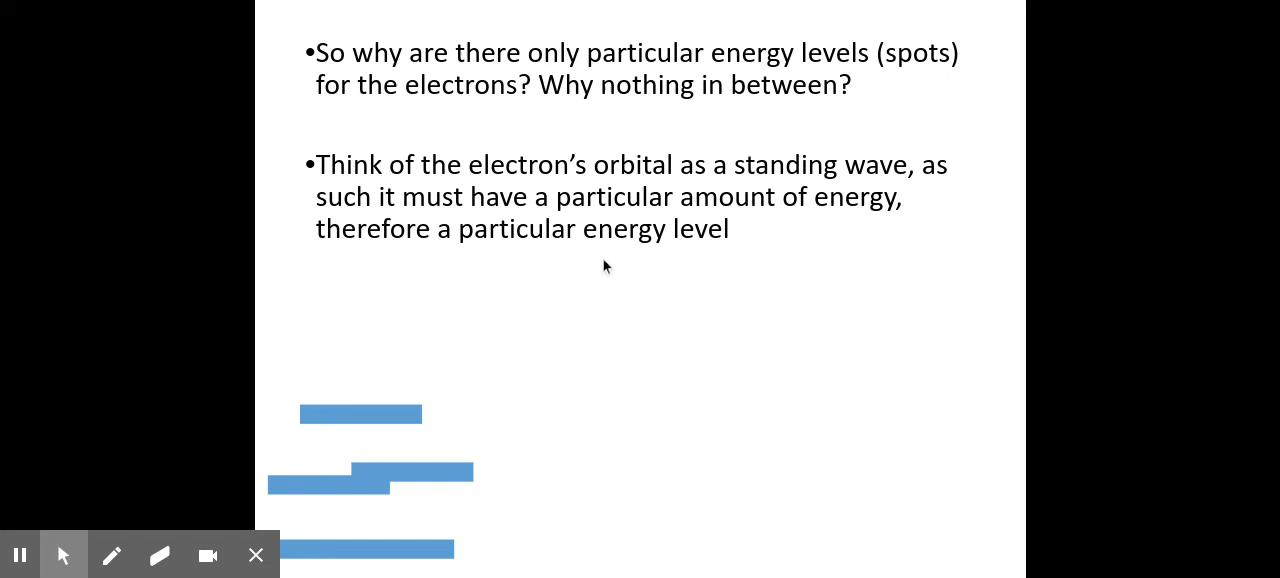 •So why are there only particular energy levels (spots)
for the electrons? Why nothing in between?
•Think of the electron’s orbital as a standing wave, as
such it must have a particular amount of energy,
therefore a particular energy level